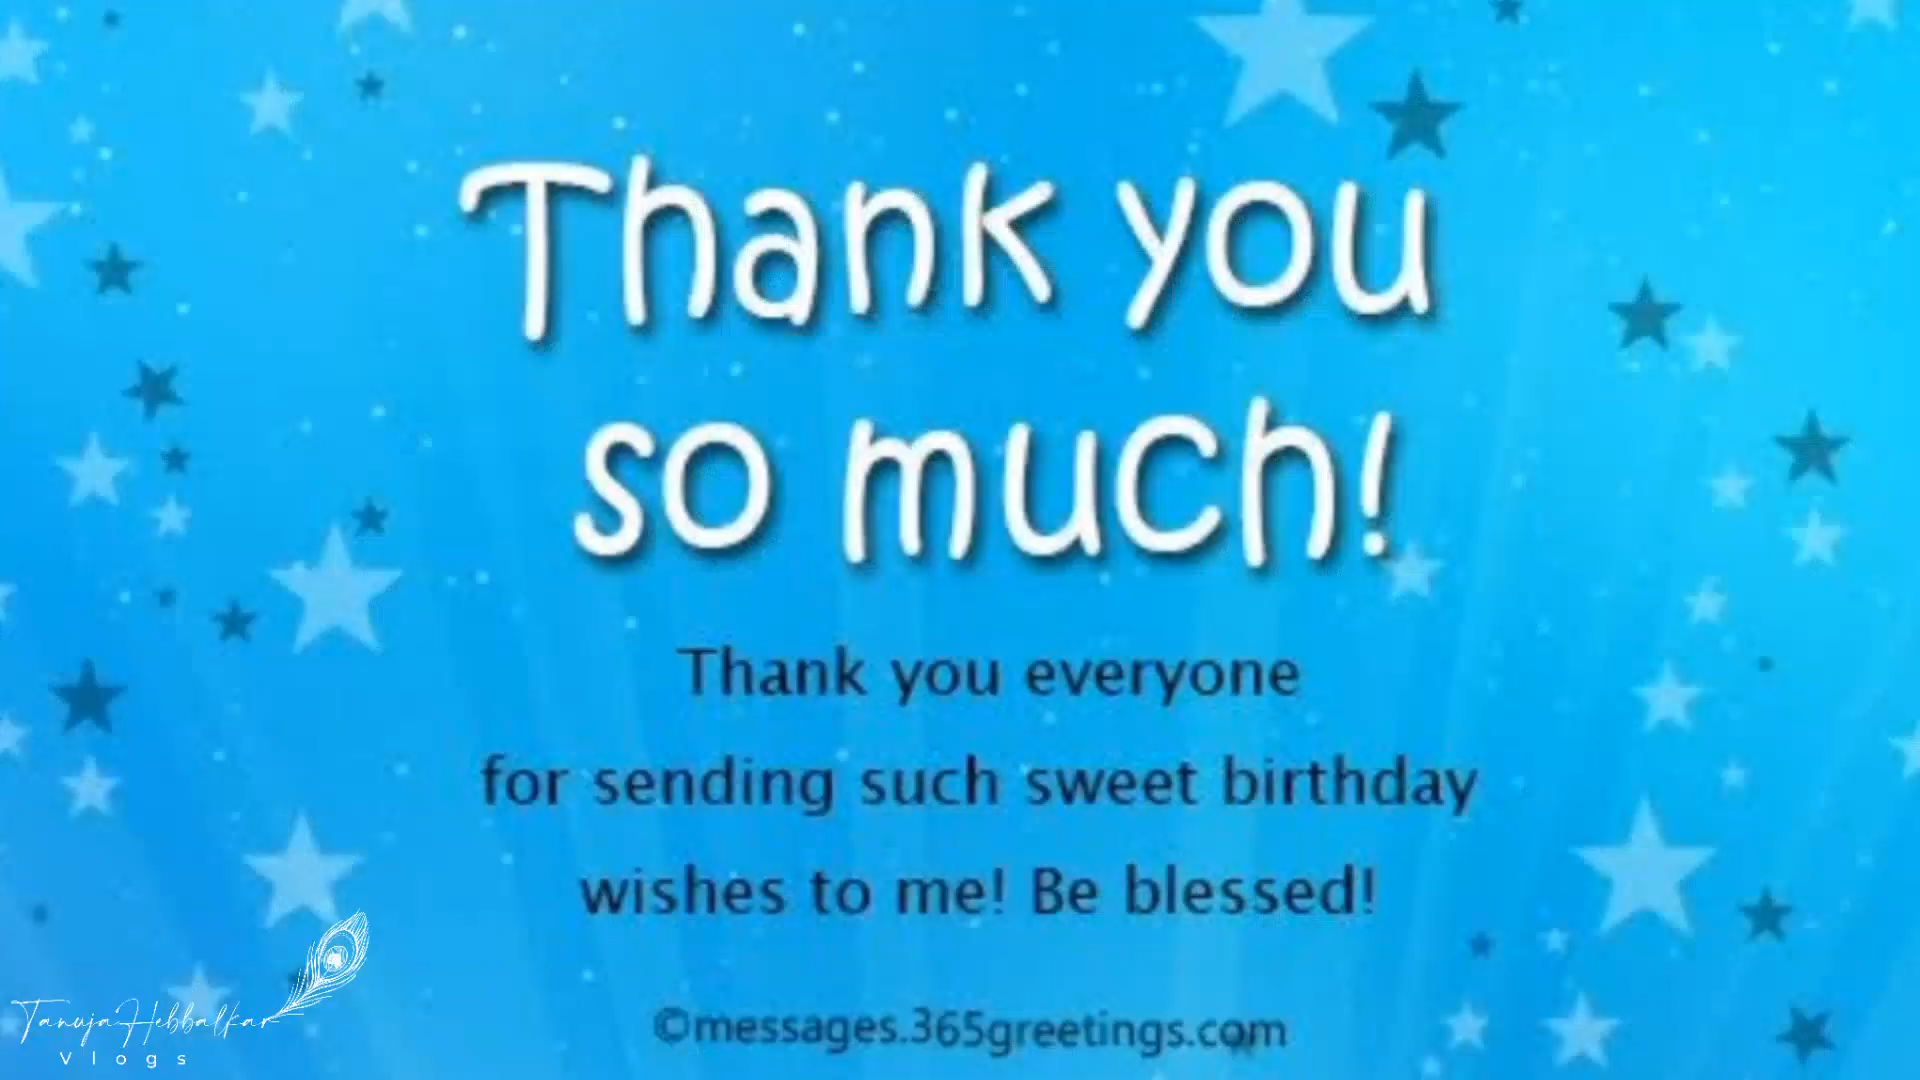 Thank you
so much!
Thank you everyone
for sending such sweet birthday
wishes to me! Be blessed!
©messages.365greetings.com
Tanuja Hebbalkar
Vlogs